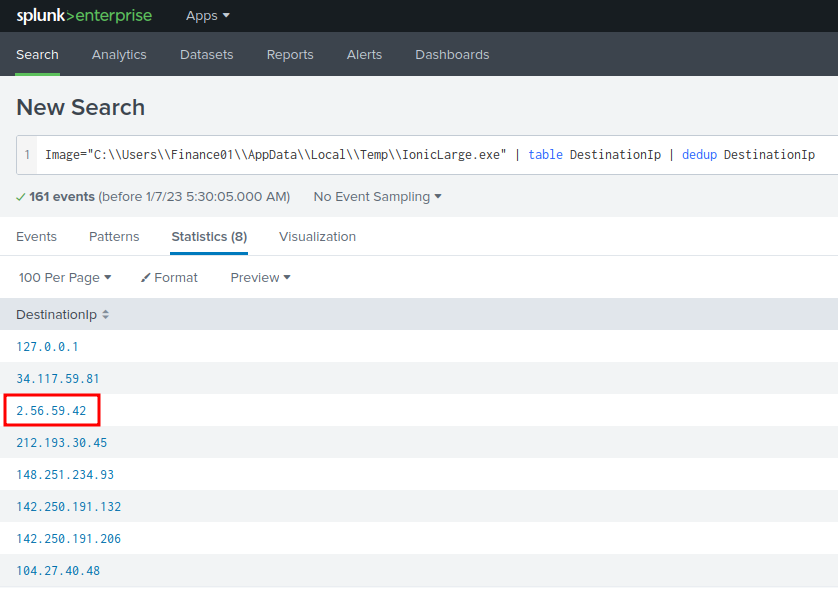 splunk>enterprise Apps
Search Analytics Datasets Reports Alerts Dashboards
New Search
1 Image="C:\\Users\\Finance01\\AppData\\Local\\Temp\\IonicLarge.exe" | table DestinationIp | dedup DestinationIp
161 events (before 1/7/23 5:30:05.000 AM) No Event Sampling
Events Patterns Statistics (8) Visualization
100 Per Page Format Preview
DestinationIp
127.0.0.1
34.117.59.81
2.56.59.42
212.193.30.45
148.251.234.93
142.250.191.132
142.250.191.206
104.27.40.48